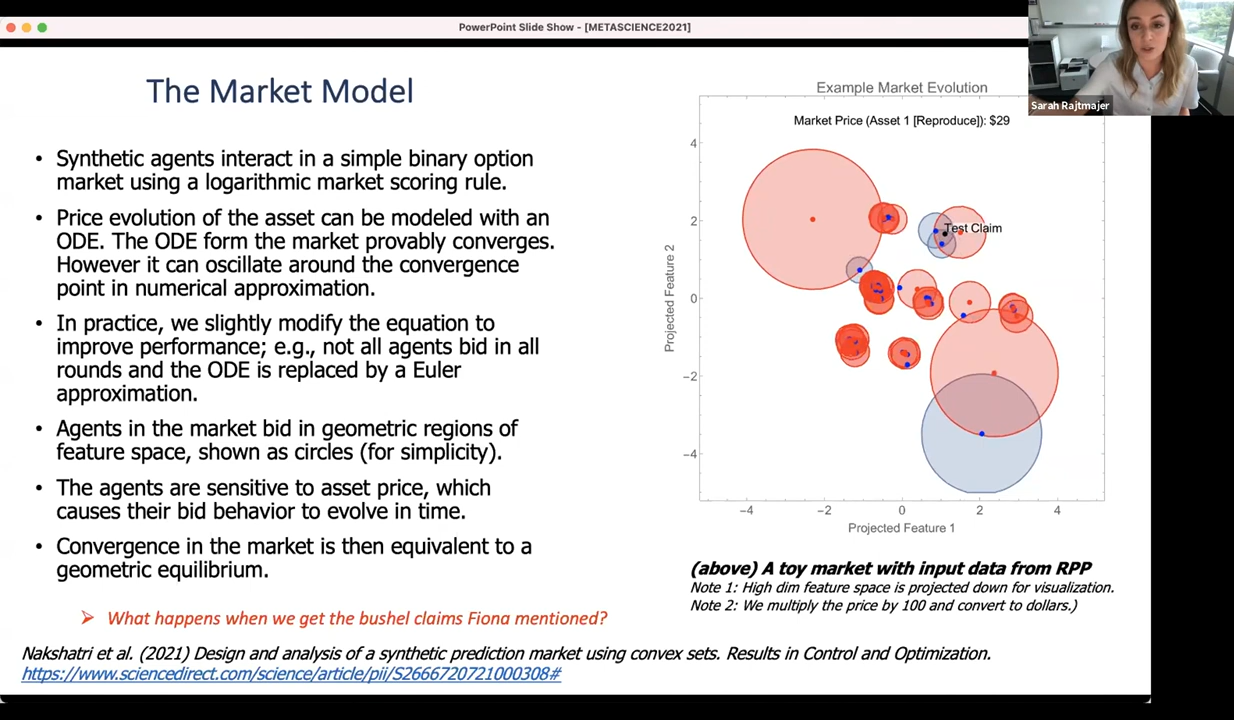 PowerPoint Slide Show - [METASCIENCE2021]
Sarah Rajtmajer
The Market Model
• Synthetic agents interact in a simple binary option
market using a logarithmic market scoring rule.
• Price evolution of the asset can be modeled with an
ODE. The ODE form the market provably converges.
However it can oscillate around the convergence
point in numerical approximation.
• In practice, we slightly modify the equation to
improve performance; e.g., not all agents bid in all
rounds and the ODE is replaced by a Euler
approximation.
• Agents in the market bid in geometric regions of
feature space, shown as circles (for simplicity).
• The agents are sensitive to asset price, which
causes their bid behavior to evolve in time.
• Convergence in the market is then equivalent to a
geometric equilibrium.
➢ What happens when we get the bushel claims Fiona mentioned?
Example Market Evolution
Market Price (Asset 1 [Reproduce]): $29
Test Claim
Projected Feature 2
4
2
0
−2
−4
−4 −2 0 2 4
Projected Feature 1
(above) A toy market with input data from RPP
Note 1: High dim feature space is projected down for visualization.
Note 2: We multiply the price by 100 and convert to dollars.)
Nakshatri et al. (2021) Design and analysis of a synthetic prediction market using convex sets. Results in Control and Optimization.
https://www.sciencedirect.com/science/article/pii/S2666720721000308#